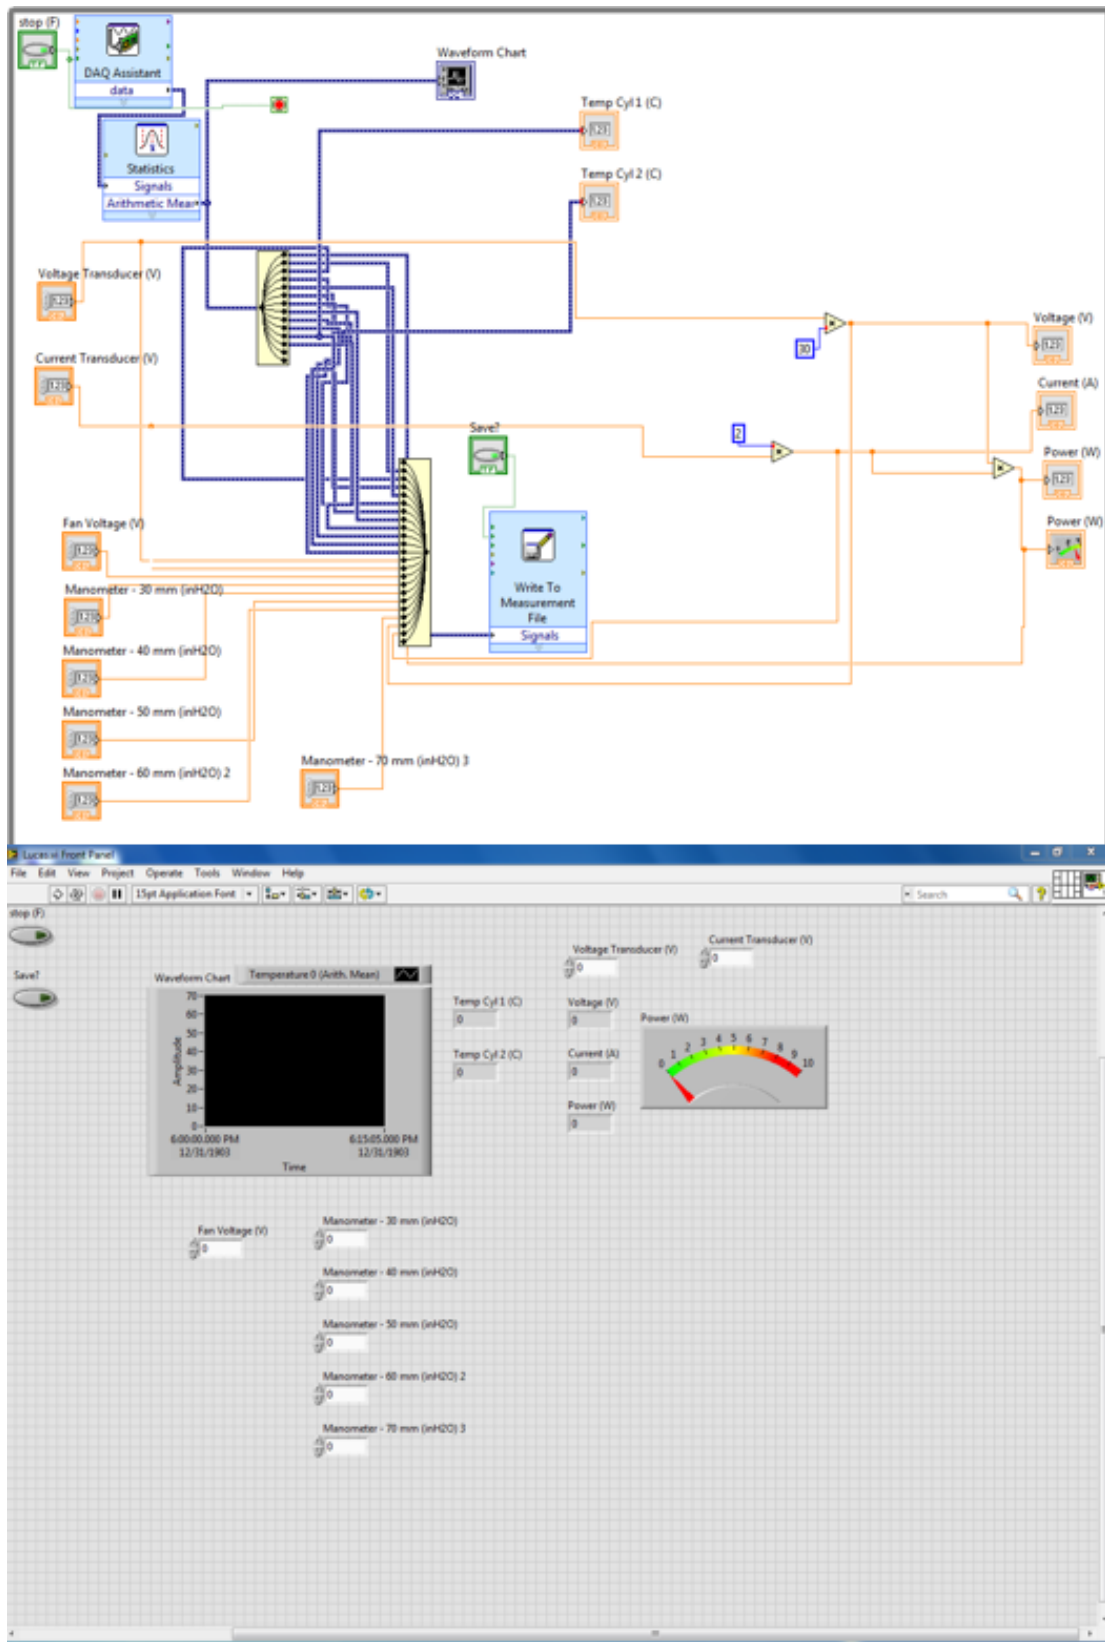 stop (F)
DAQ Assistant
data
Statistics
Signals
Arithmetic Mean
Waveform Chart
Temp Cyl 1 (C)
Temp Cyl 2 (C)
Voltage Transducer (V)
Current Transducer (V)
30
2
Voltage (V)
Current (A)
Power (W)
Power (W)
Save?
Write To
Measurement
File
Signals
Fan Voltage (V)
Manometer - 30 mm (inH2O)
Manometer - 40 mm (inH2O)
Manometer - 50 mm (inH2O)
Manometer - 60 mm (inH2O) 2
Manometer - 70 mm (inH2O) 3
Lucas.vi Front Panel
File Edit View Project Operate Tools Window Help
15pt Application Font
Search
stop (F)
Save?
Waveform Chart
Temperature 0 (Arith. Mean)
Amplitude
70
60
50
40
30
20
10
0
6:00:00.000 PM
12/31/1903
6:15:05.000 PM
12/31/1903
Time
Temp Cyl 1 (C)
0
Temp Cyl 2 (C)
0
Voltage Transducer (V)
0
Current Transducer (V)
0
Voltage (V)
0
Current (A)
0
Power (W)
0
Power (W)
0 1 2 3 4 5 6 7 8 9 10
Fan Voltage (V)
0
Manometer - 30 mm (inH2O)
0
Manometer - 40 mm (inH2O)
0
Manometer - 50 mm (inH2O)
0
Manometer - 60 mm (inH2O) 2
0
Manometer - 70 mm (inH2O) 3
0